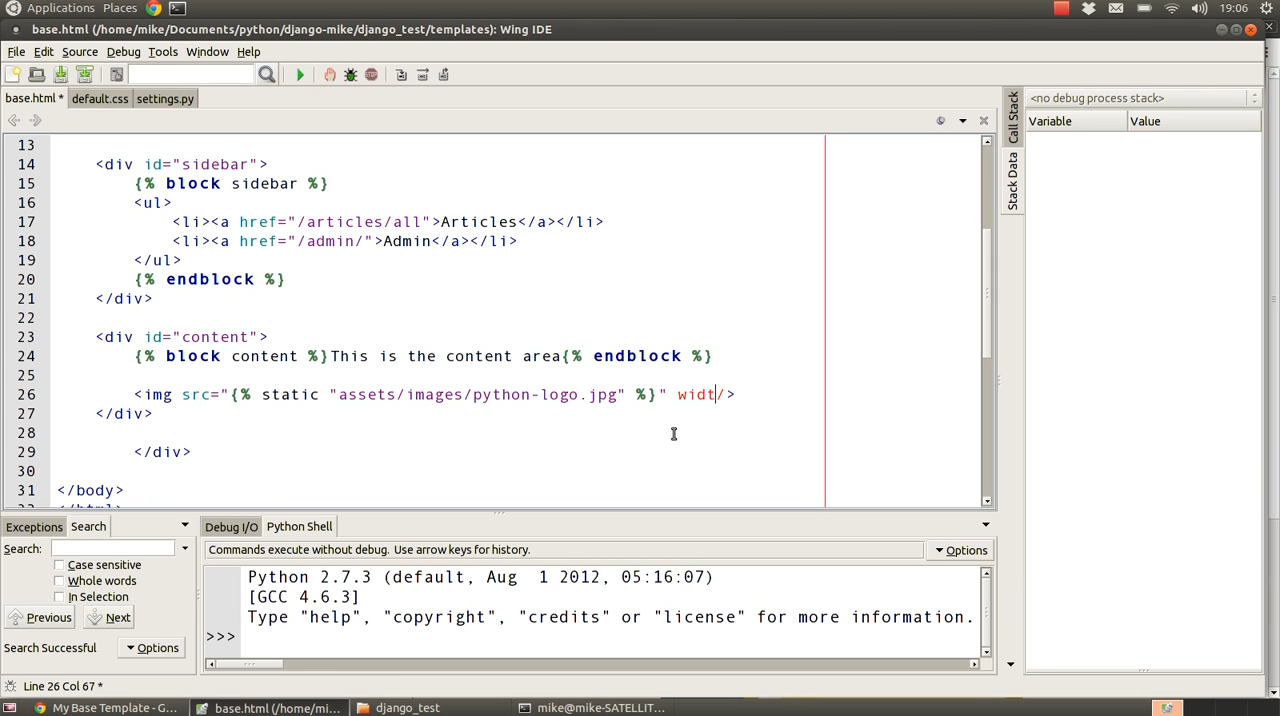 Applications Places 19:06
base.html (/home/mike/Documents/python/django-mike/django_test/templates): Wing IDE
File Edit Source Debug Tools Window Help
base.html * default.css settings.py
<no debug process stack>
Variable Value
Call Stack
Stack Data
13
14 <div id="sidebar">
15 {% block sidebar %}
16 <ul>
17 <li><a href="/articles/all">Articles</a></li>
18 <li><a href="/admin/">Admin</a></li>
19 </ul>
20 {% endblock %}
21 </div>
22
23 <div id="content">
24 {% block content %}This is the content area{% endblock %}
25
26 <img src="{% static "assets/images/python-logo.jpg" %}" widt/>
27 </div>
28
29 </div>
30
31 </body>
Exceptions Search
Search:
Case sensitive
Whole words
In Selection
Previous Next
Search Successful Options
Debug I/O Python Shell
Commands execute without debug. Use arrow keys for history. Options
Python 2.7.3 (default, Aug 1 2012, 05:16:07)
[GCC 4.6.3]
Type "help", "copyright", "credits" or "license" for more information.
>>>
Line 26 Col 67 *
My Base Template - G... base.html (/home/mi... django_test mike@mike-SATELLIT...